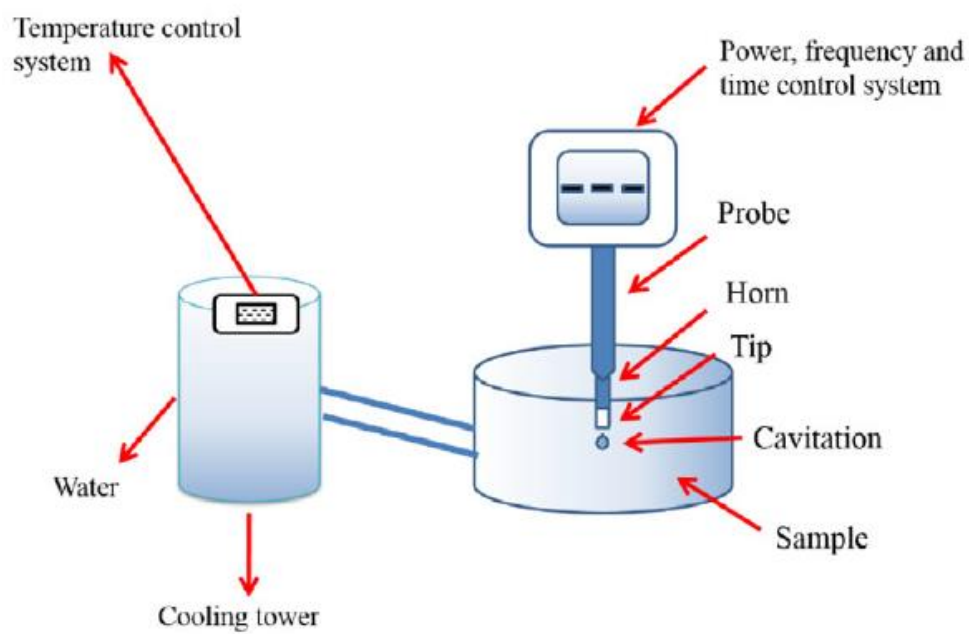 Temperature control
system
Power, frequency and
time control system
Probe
Horn
Tip
Cavitation
Water
Sample
Cooling tower